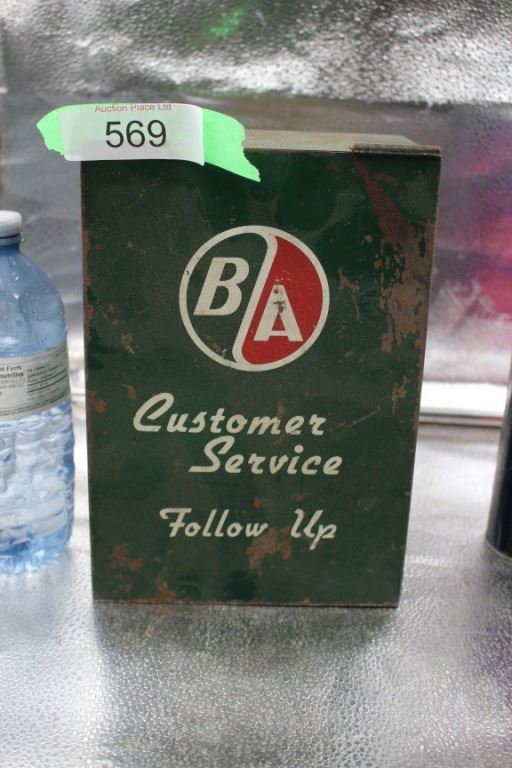 Auction Place Ltd
569
BA
Customer
Service
Follow Up